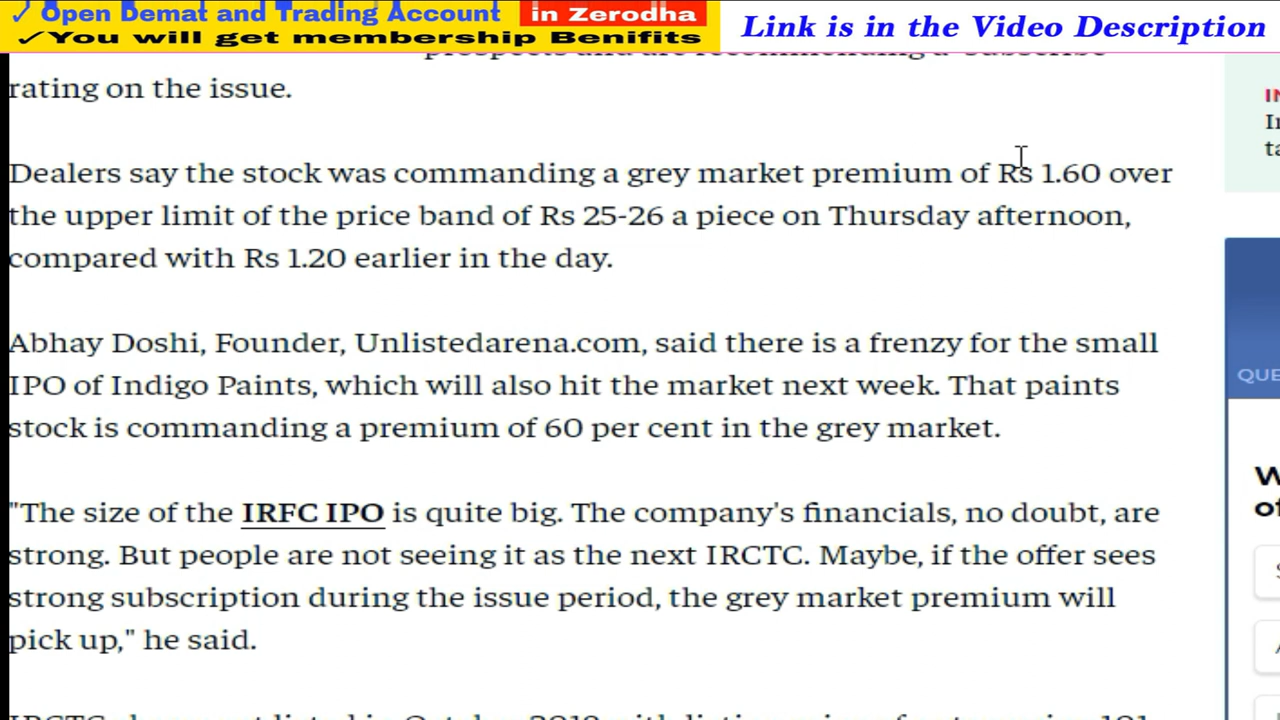 ✓ Open Demat and Trading Account in Zerodha
✓You will get membership Benifits
Link is in the Video Description
prospects and are recommending a 'subscribe'
rating on the issue.
Dealers say the stock was commanding a grey market premium of Rs 1.60 over
the upper limit of the price band of Rs 25-26 a piece on Thursday afternoon,
compared with Rs 1.20 earlier in the day.
Abhay Doshi, Founder, Unlistedarena.com, said there is a frenzy for the small
IPO of Indigo Paints, which will also hit the market next week. That paints
stock is commanding a premium of 60 per cent in the grey market.
"The size of the IRFC IPO is quite big. The company's financials, no doubt, are
strong. But people are not seeing it as the next IRCTC. Maybe, if the offer sees
strong subscription during the issue period, the grey market premium will
pick up," he said.
QUE